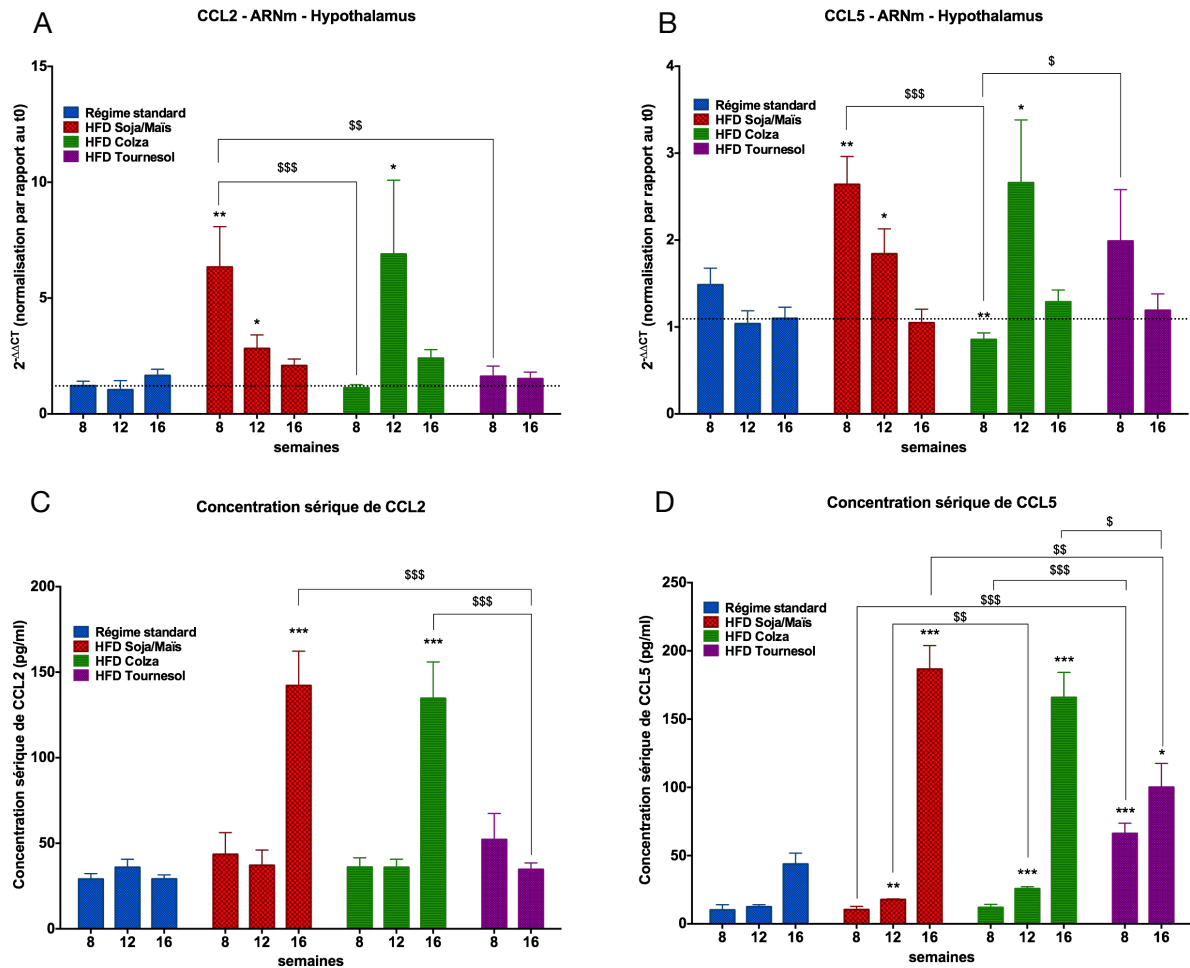 A
CCL2 - ARNm - Hypothalamus
2-ΔΔCT (normalisation par rapport au t0)
15
10
5
0
Régime standard
HFD Soja/Maïs
HFD Colza
HFD Tournesol
$$
$$$
**
*
*
8 12 16 8 12 16 8 12 16 8 16
semaines
B
CCL5 - ARNm - Hypothalamus
2-ΔΔCT (normalisation par rapport au t0)
4
3
2
1
0
Régime standard
HFD Soja/Maïs
HFD Colza
HFD Tournesol
$
$$$
**
*
**
*
8 12 16 8 12 16 8 12 16 8 16
semaines
C
Concentration sérique de CCL2
Concentration sérique de CCL2 (pg/ml)
200
150
100
50
0
Régime standard
HFD Soja/Maïs
HFD Colza
HFD Tournesol
$$$
$$$
***
***
8 12 16 8 12 16 8 12 16 8 16
semaines
D
Concentration sérique de CCL5
Concentration sérique de CCL5 (pg/ml)
250
200
150
100
50
0
Régime standard
HFD Soja/Maïs
HFD Colza
HFD Tournesol
$
$$
$$$
$$$
$$
**
***
***
***
***
*
8 12 16 8 12 16 8 12 16 8 16
semaines